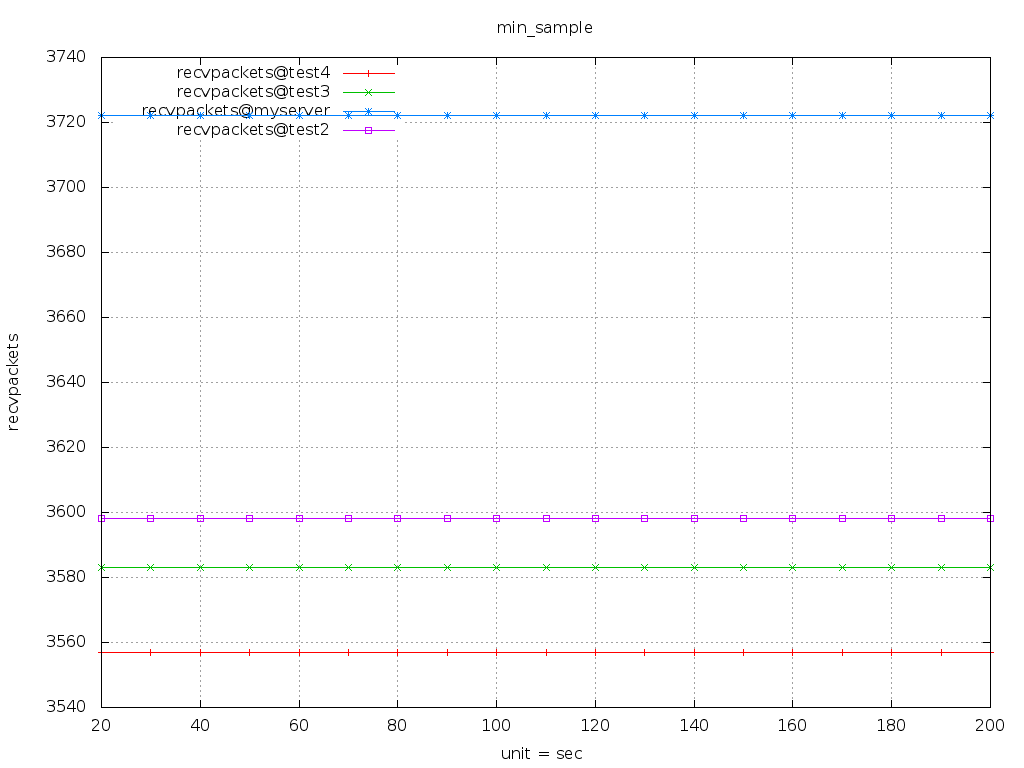 min_sample
3740
recvpackets@test4
recvpackets@test3
recvpackets@myserver
3720
recvpackets@test2
3700
3680
3660
3640
recvpackets
3620
3600
3580
3560
3540
20 40 60 80 100 120 140 160 180 200
unit = sec